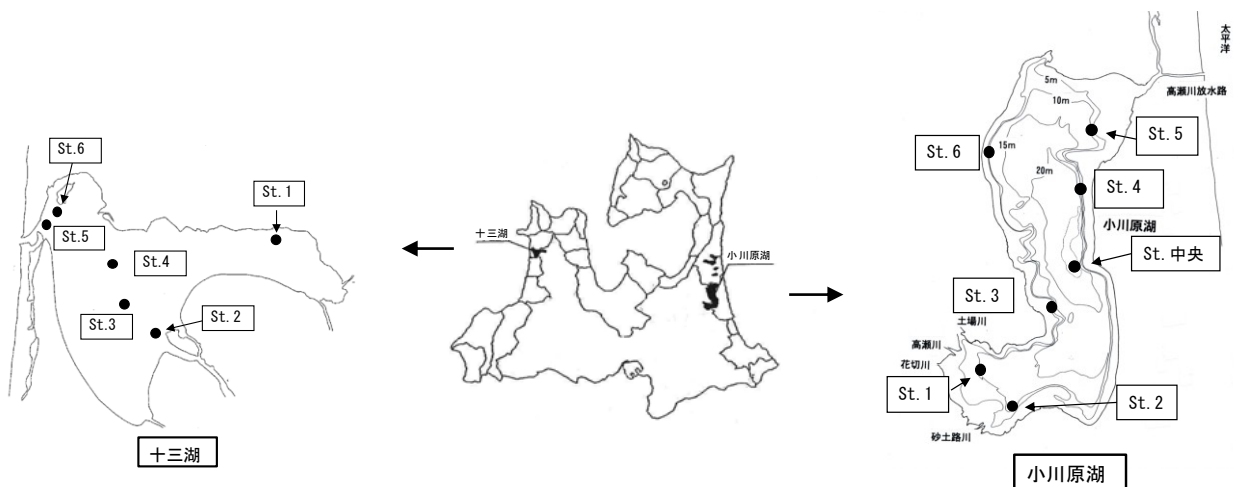 St.6
St.1
St.5
St.4
St.3
St.2
十三湖
十三湖
小川原湖
太平洋
5m
10m
高瀬川放水路
St.5
St.6
15m
20m
St.4
小川原湖
St.中央
St.3
土場川
高瀬川
花切川
St.1
St.2
砂土路川
小川原湖